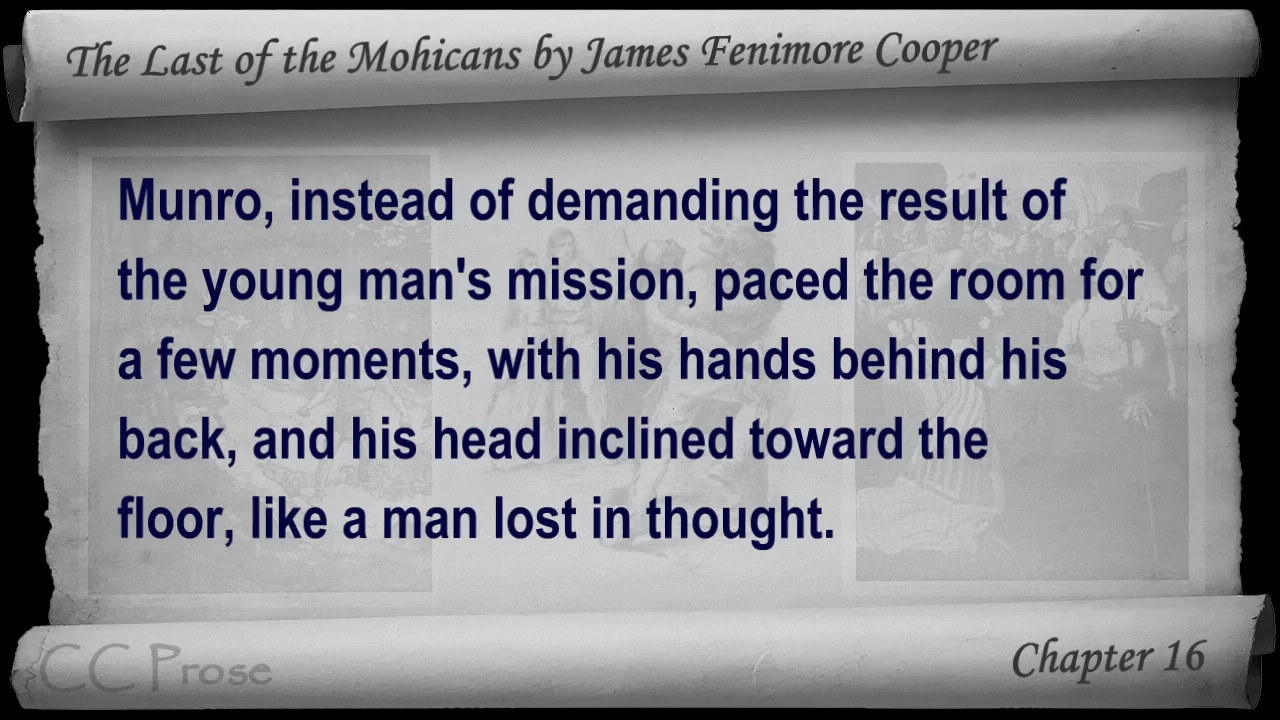 The Last of the Mohicans by James Fenimore Cooper
Munro, instead of demanding the result of
the young man's mission, paced the room for
a few moments, with his hands behind his
back, and his head inclined toward the
floor, like a man lost in thought.
CC Prose
Chapter 16